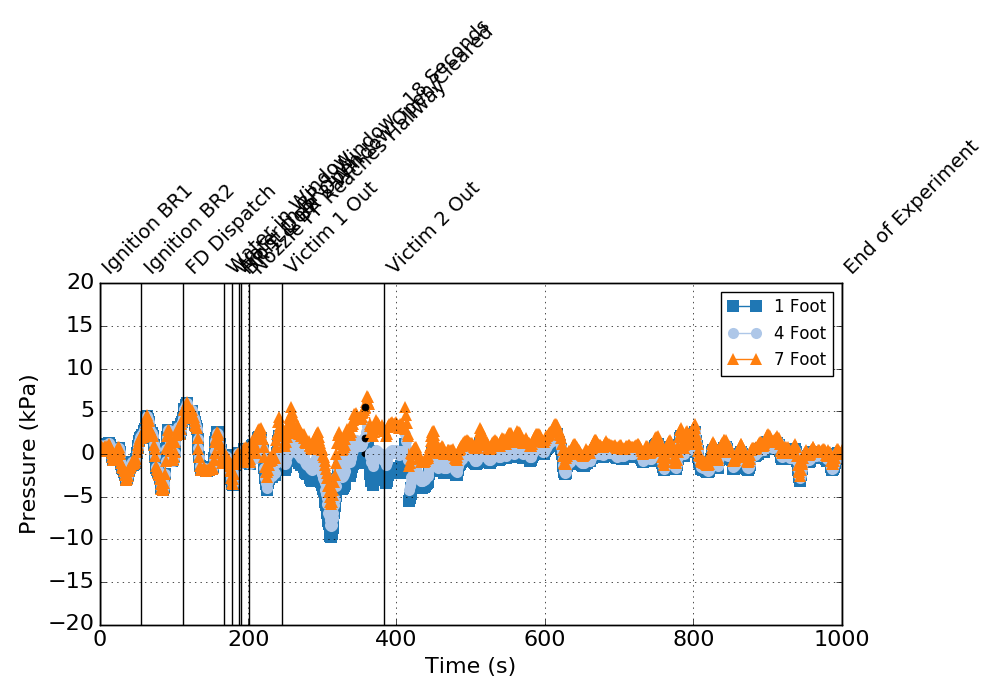 Ignition BR1
Ignition BR2
FD Dispatch
Victim 1 Out
Victim 2 Out
End of Experiment
20
15
10
5
0
−5
−10
−15
−20
Pressure (kPa)
1 Foot
4 Foot
7 Foot
0
200
400
600
800
1000
Time (s)